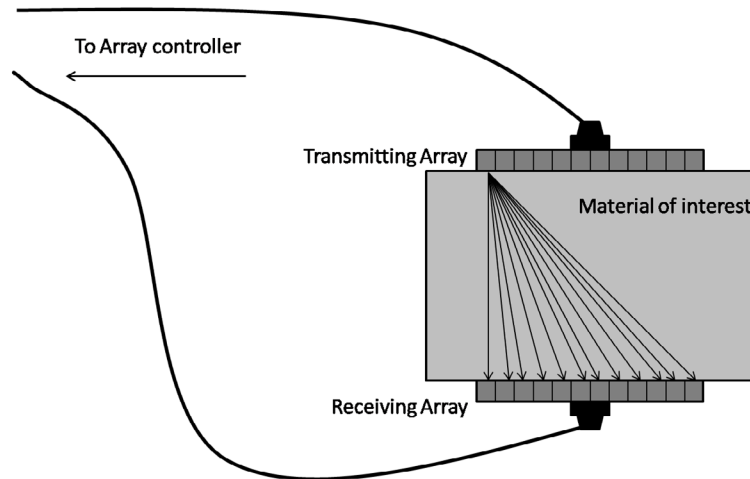 To Array controller
Transmitting Array
Material of interest
Receiving Array